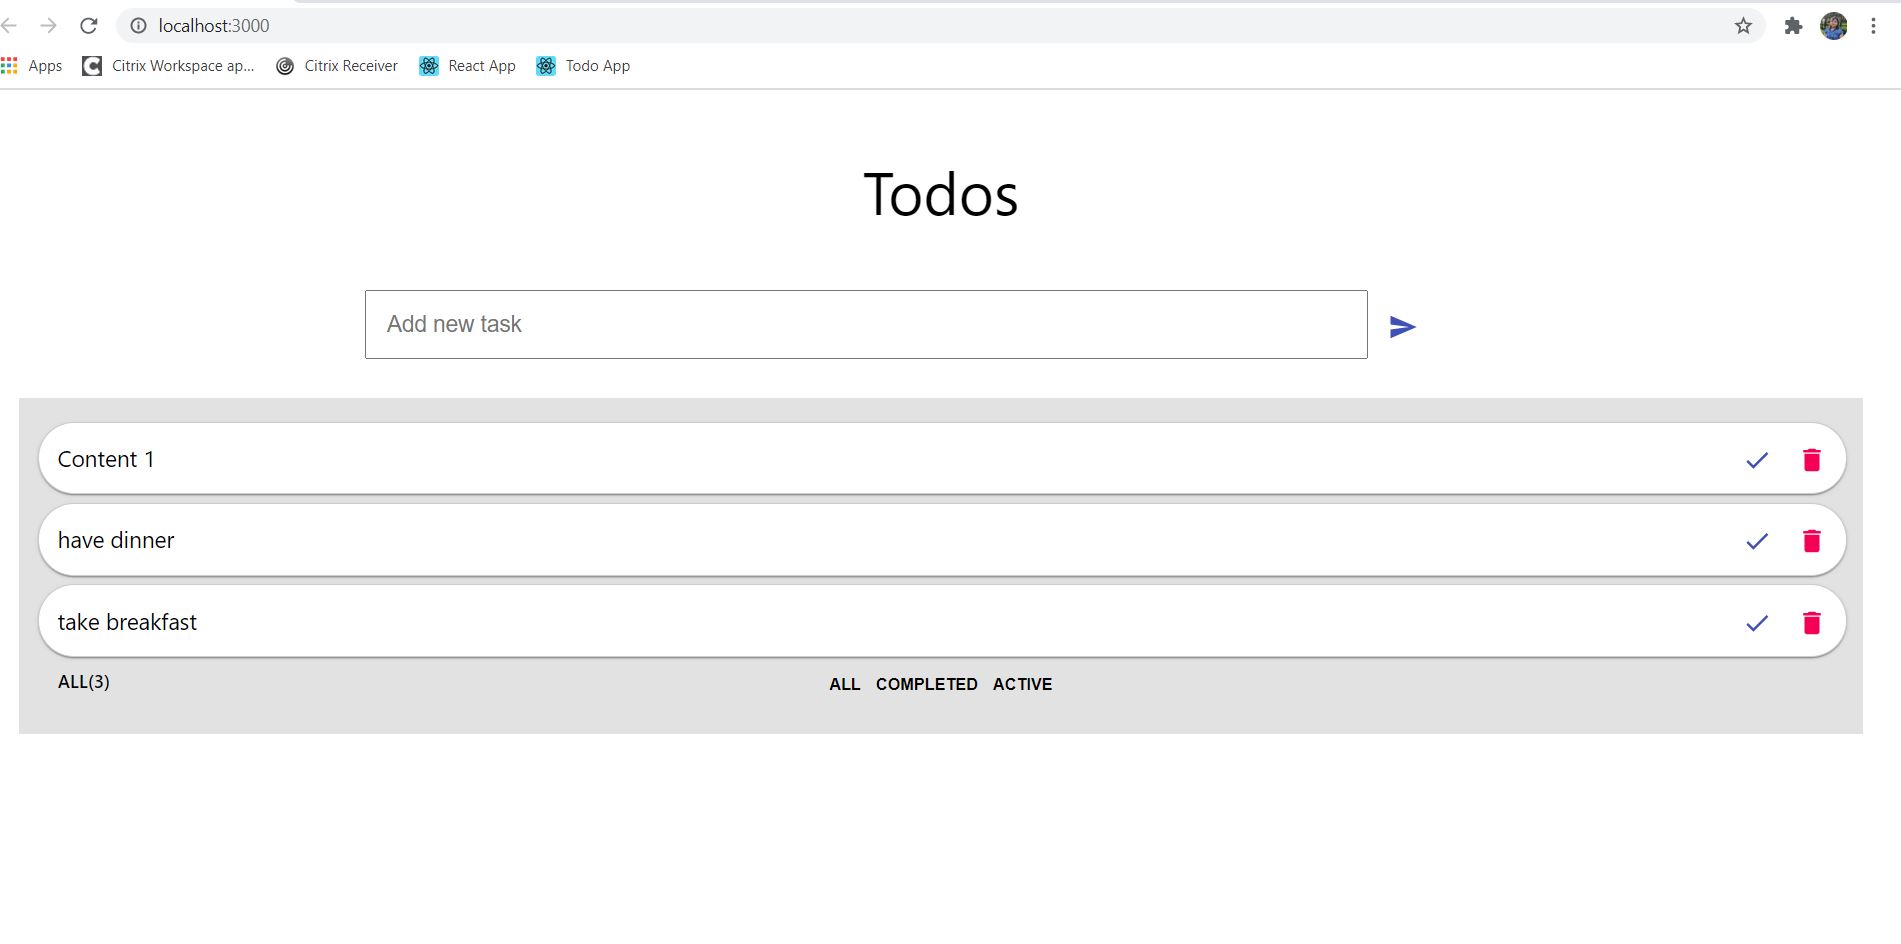 localhost:3000
Apps Citrix Workspace ap... Citrix Receiver React App Todo App
Todos
Add new task
Content 1
have dinner
take breakfast
ALL(3) ALL COMPLETED ACTIVE